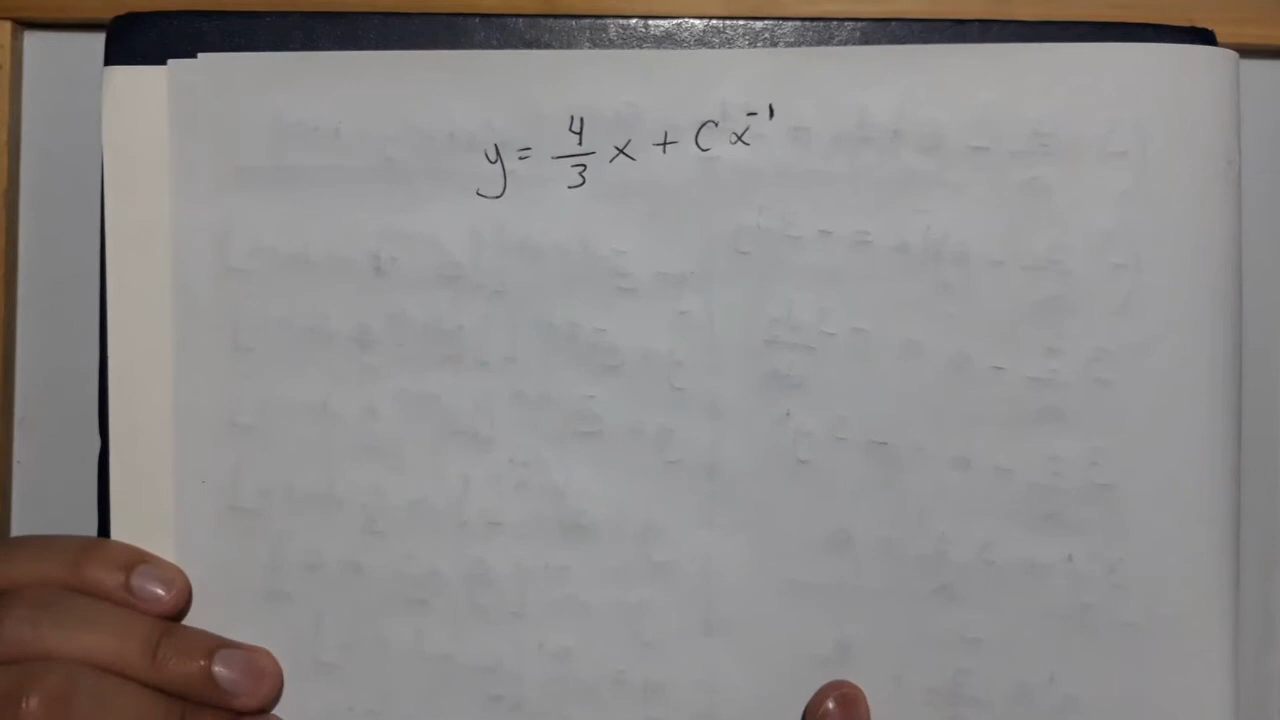 y = 4/3 x + Cx⁻¹